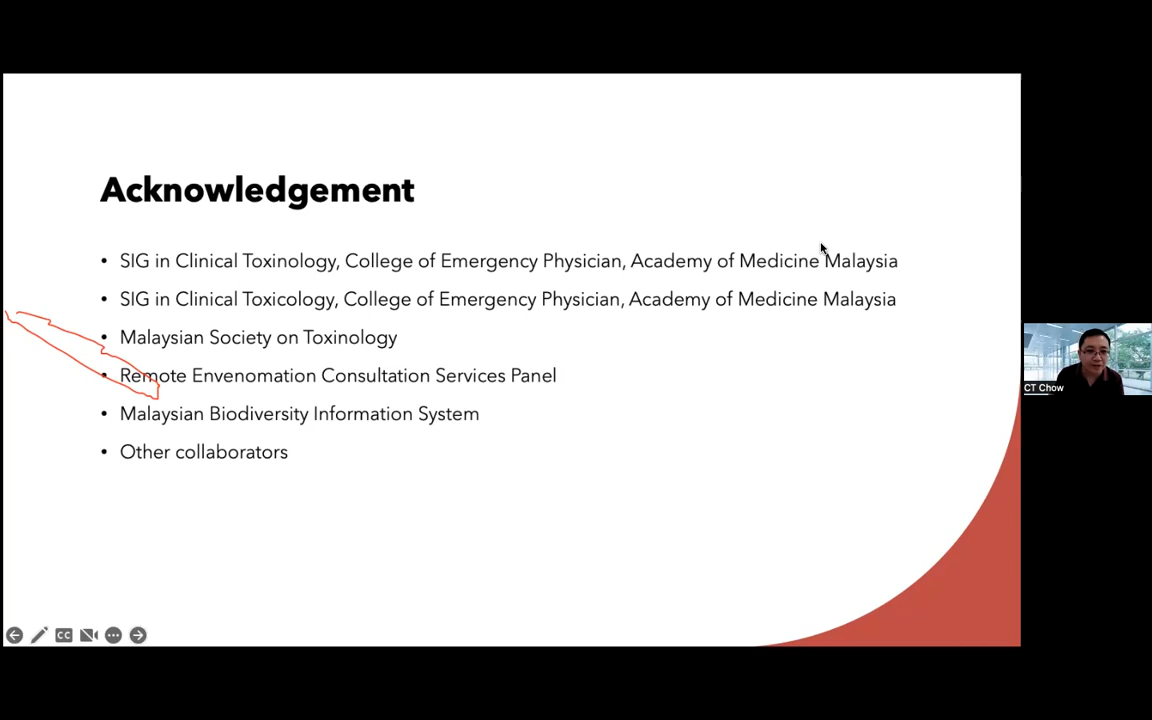 Acknowledgement
• SIG in Clinical Toxinology, College of Emergency Physician, Academy of Medicine Malaysia
• SIG in Clinical Toxicology, College of Emergency Physician, Academy of Medicine Malaysia
• Malaysian Society on Toxinology
• Remote Envenomation Consultation Services Panel
• Malaysian Biodiversity Information System
• Other collaborators
CT Chow
CC